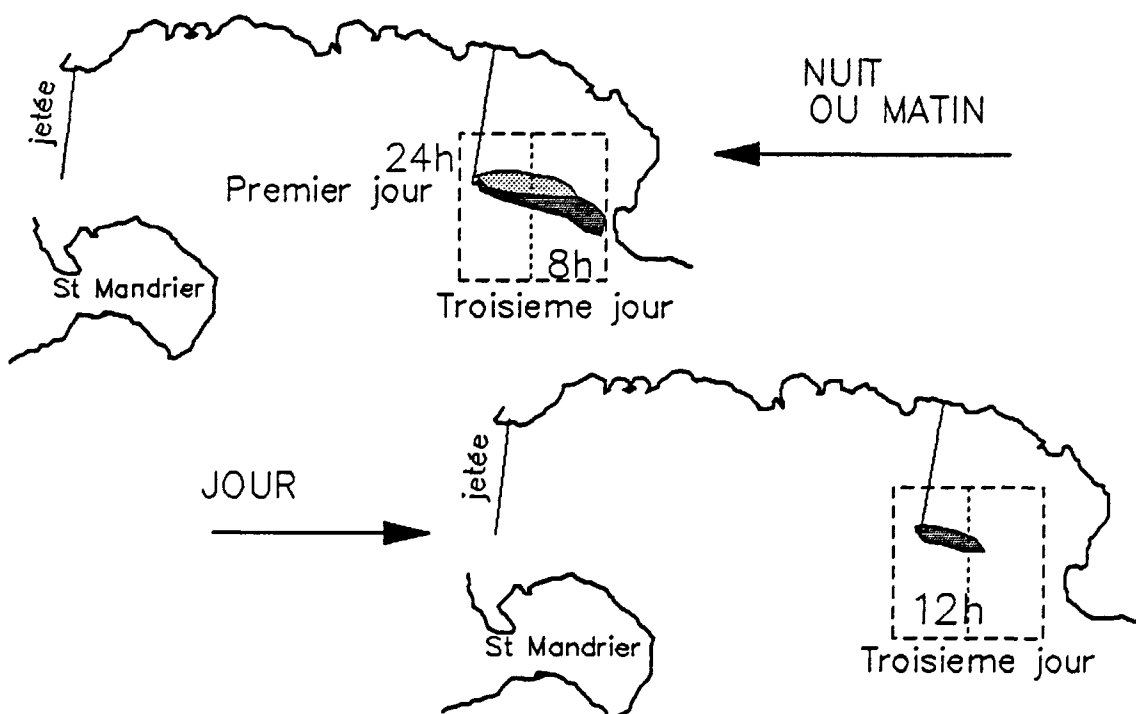 jetée
NUIT
OU MATIN
24h
Premier jour
8h
St Mandrier
Troisieme jour
JOUR
jetée
12h
St Mandrier
Troisieme jour